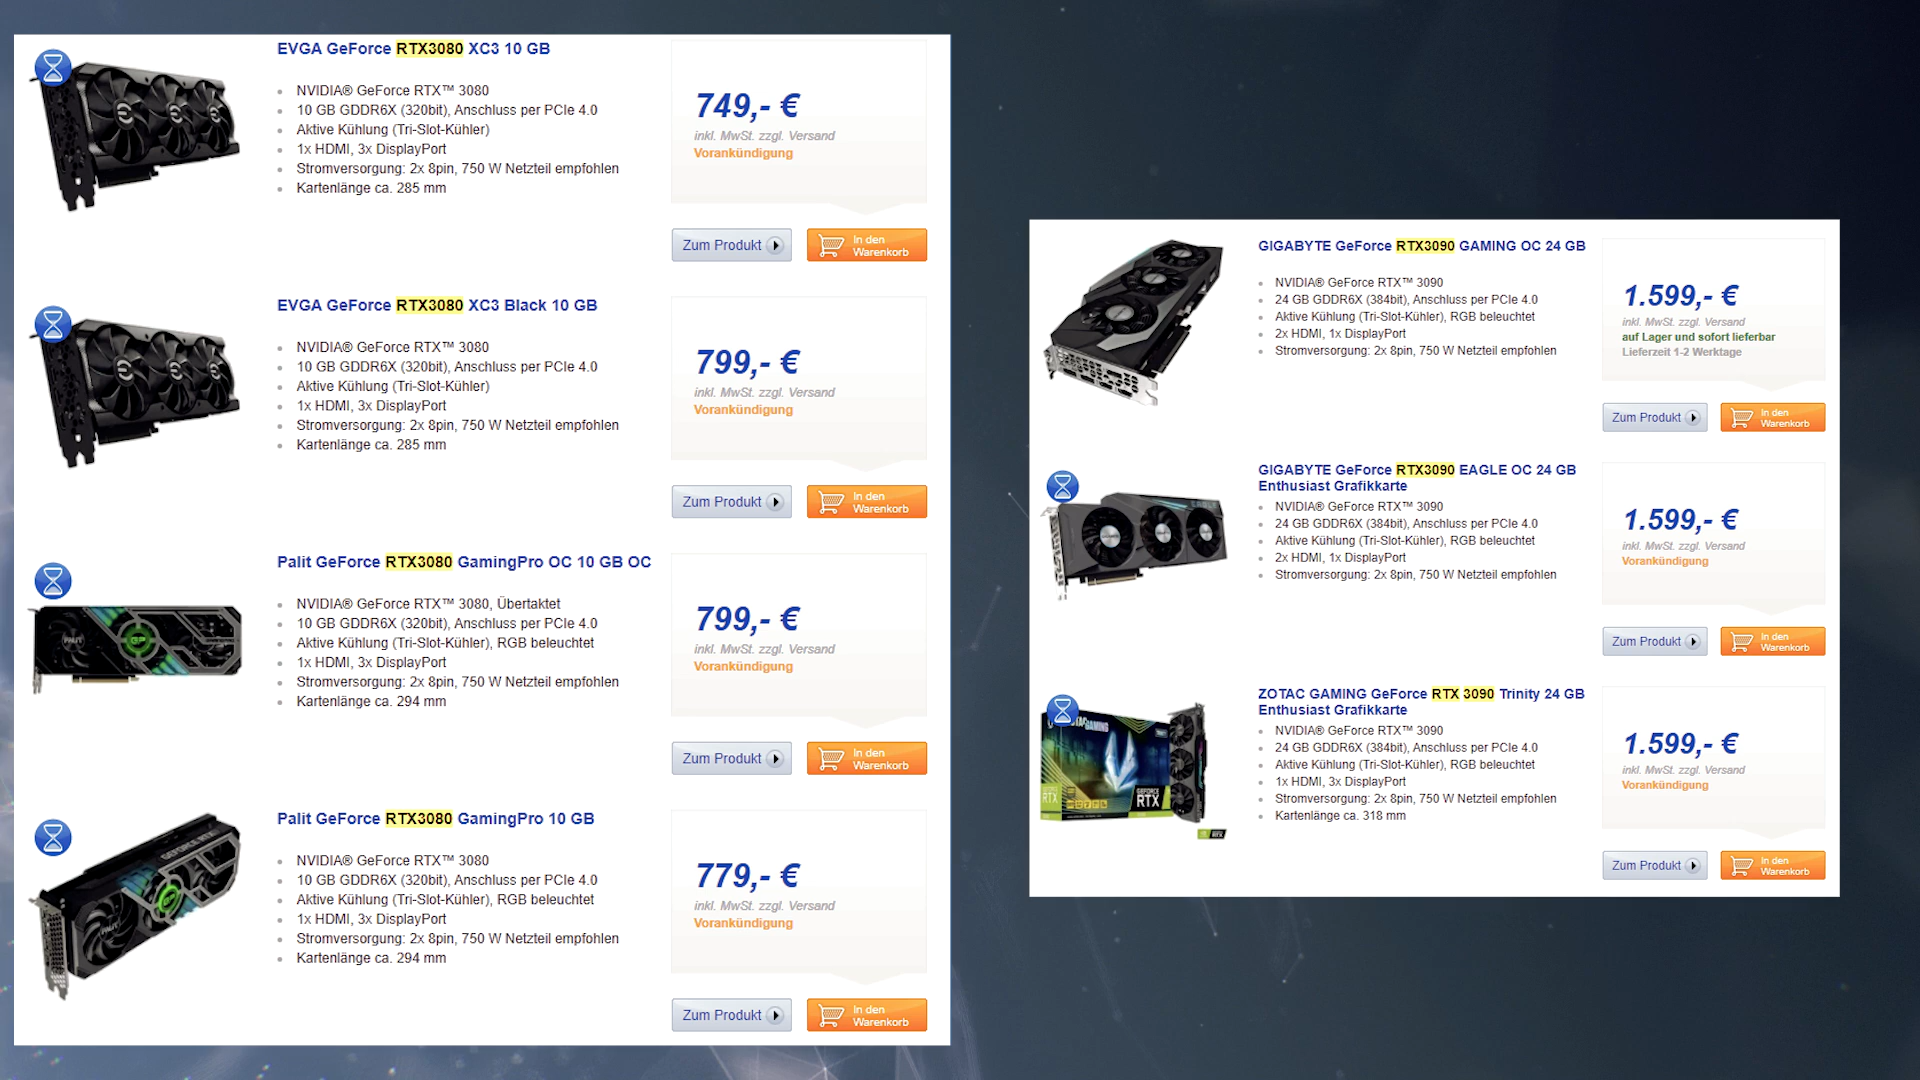 EVGA GeForce RTX3080 XC3 10 GB
NVIDIA® GeForce RTX™ 3080
10 GB GDDR6X (320bit), Anschluss per PCIe 4.0
Aktive Kühlung (Tri-Slot-Kühler)
1x HDMI, 3x DisplayPort
Stromversorgung: 2x 8pin, 750 W Netzteil empfohlen
Kartenlänge ca. 285 mm
749,- €
inkl. MwSt. zzgl. Versand
Vorankündigung
Zum Produkt
In den
Warenkorb
EVGA GeForce RTX3080 XC3 Black 10 GB
NVIDIA® GeForce RTX™ 3080
10 GB GDDR6X (320bit), Anschluss per PCIe 4.0
Aktive Kühlung (Tri-Slot-Kühler)
1x HDMI, 3x DisplayPort
Stromversorgung: 2x 8pin, 750 W Netzteil empfohlen
Kartenlänge ca. 285 mm
799,- €
inkl. MwSt. zzgl. Versand
Vorankündigung
Zum Produkt
In den
Warenkorb
Palit GeForce RTX3080 GamingPro OC 10 GB OC
NVIDIA® GeForce RTX™ 3080, Übertaktet
10 GB GDDR6X (320bit), Anschluss per PCIe 4.0
Aktive Kühlung (Tri-Slot-Kühler), RGB beleuchtet
1x HDMI, 3x DisplayPort
Stromversorgung: 2x 8pin, 750 W Netzteil empfohlen
Kartenlänge ca. 294 mm
799,- €
inkl. MwSt. zzgl. Versand
Vorankündigung
Zum Produkt
In den
Warenkorb
Palit GeForce RTX3080 GamingPro 10 GB
NVIDIA® GeForce RTX™ 3080
10 GB GDDR6X (320bit), Anschluss per PCIe 4.0
Aktive Kühlung (Tri-Slot-Kühler), RGB beleuchtet
1x HDMI, 3x DisplayPort
Stromversorgung: 2x 8pin, 750 W Netzteil empfohlen
Kartenlänge ca. 294 mm
779,- €
inkl. MwSt. zzgl. Versand
Vorankündigung
Zum Produkt
In den
Warenkorb
GIGABYTE GeForce RTX3090 GAMING OC 24 GB
NVIDIA® GeForce RTX™ 3090
24 GB GDDR6X (384bit), Anschluss per PCIe 4.0
Aktive Kühlung (Tri-Slot-Kühler), RGB beleuchtet
2x HDMI, 1x DisplayPort
Stromversorgung: 2x 8pin, 750 W Netzteil empfohlen
1.599,- €
inkl. MwSt. zzgl. Versand
auf Lager und sofort lieferbar
Lieferzeit 1-2 Werktage
Zum Produkt
In den
Warenkorb
GIGABYTE GeForce RTX3090 EAGLE OC 24 GB
Enthusiast Grafikkarte
NVIDIA® GeForce RTX™ 3090
24 GB GDDR6X (384bit), Anschluss per PCIe 4.0
Aktive Kühlung (Tri-Slot-Kühler), RGB beleuchtet
2x HDMI, 1x DisplayPort
Stromversorgung: 2x 8pin, 750 W Netzteil empfohlen
1.599,- €
inkl. MwSt. zzgl. Versand
Vorankündigung
Zum Produkt
In den
Warenkorb
ZOTAC GAMING GeForce RTX 3090 Trinity 24 GB
Enthusiast Grafikkarte
NVIDIA® GeForce RTX™ 3090
24 GB GDDR6X (384bit), Anschluss per PCIe 4.0
Aktive Kühlung (Tri-Slot-Kühler), RGB beleuchtet
1x HDMI, 3x DisplayPort
Stromversorgung: 2x 8pin, 750 W Netzteil empfohlen
Kartenlänge ca. 318 mm
GEFORCE
RTX
1.599,- €
inkl. MwSt. zzgl. Versand
Vorankündigung
Zum Produkt
In den
Warenkorb